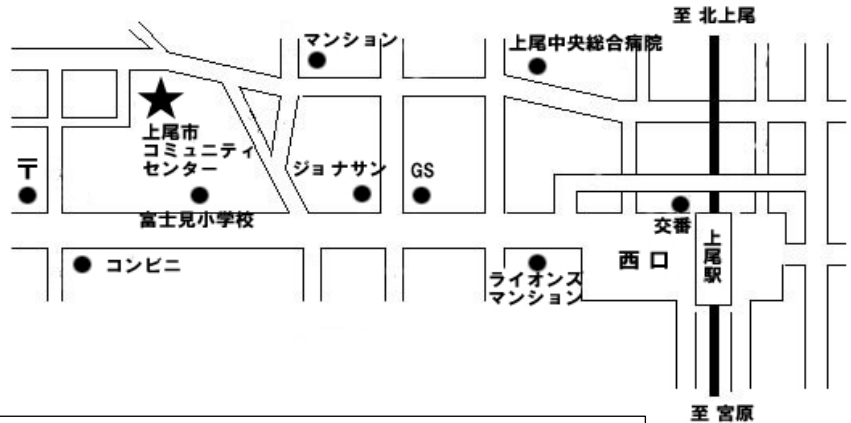 至 北上尾
マンション
上尾中央総合病院
★
上尾市
コミュニティ
センター
〒
ジョナサン
GS
富士見小学校
交番
コンビニ
西 口
上尾駅
ライオンズ
マンション
至 宮原